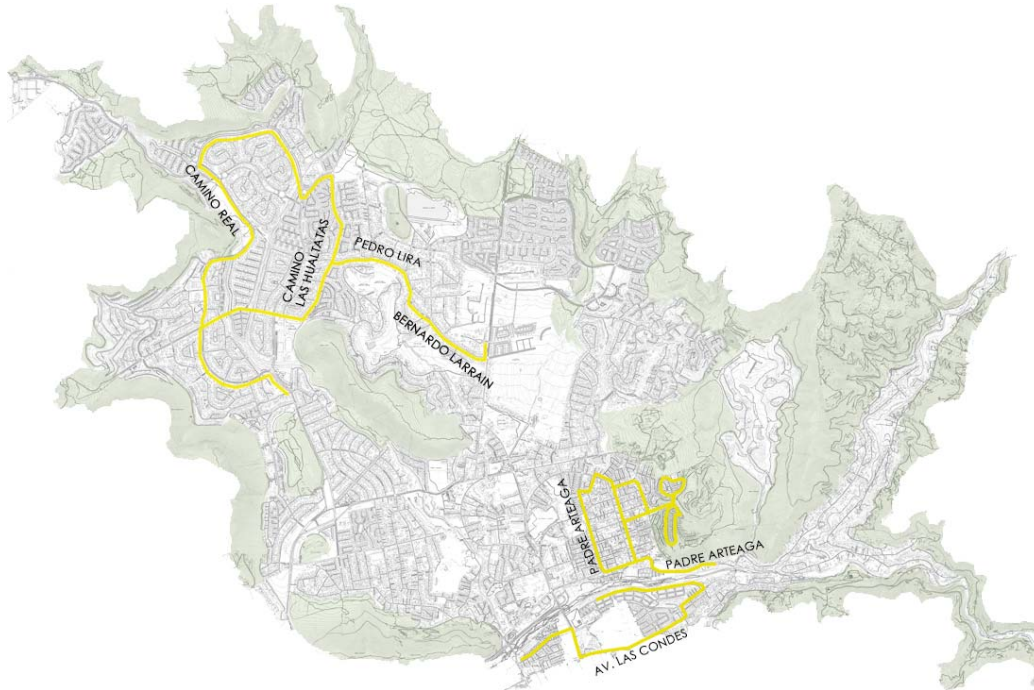 CAMINO REAL
CAMINO
LAS HUALTATAS
PEDRO LIRA
BERNARDO LARRAIN
PADRE ARTEAGA
PADRE ARTEAGA
AV. LAS CONDES